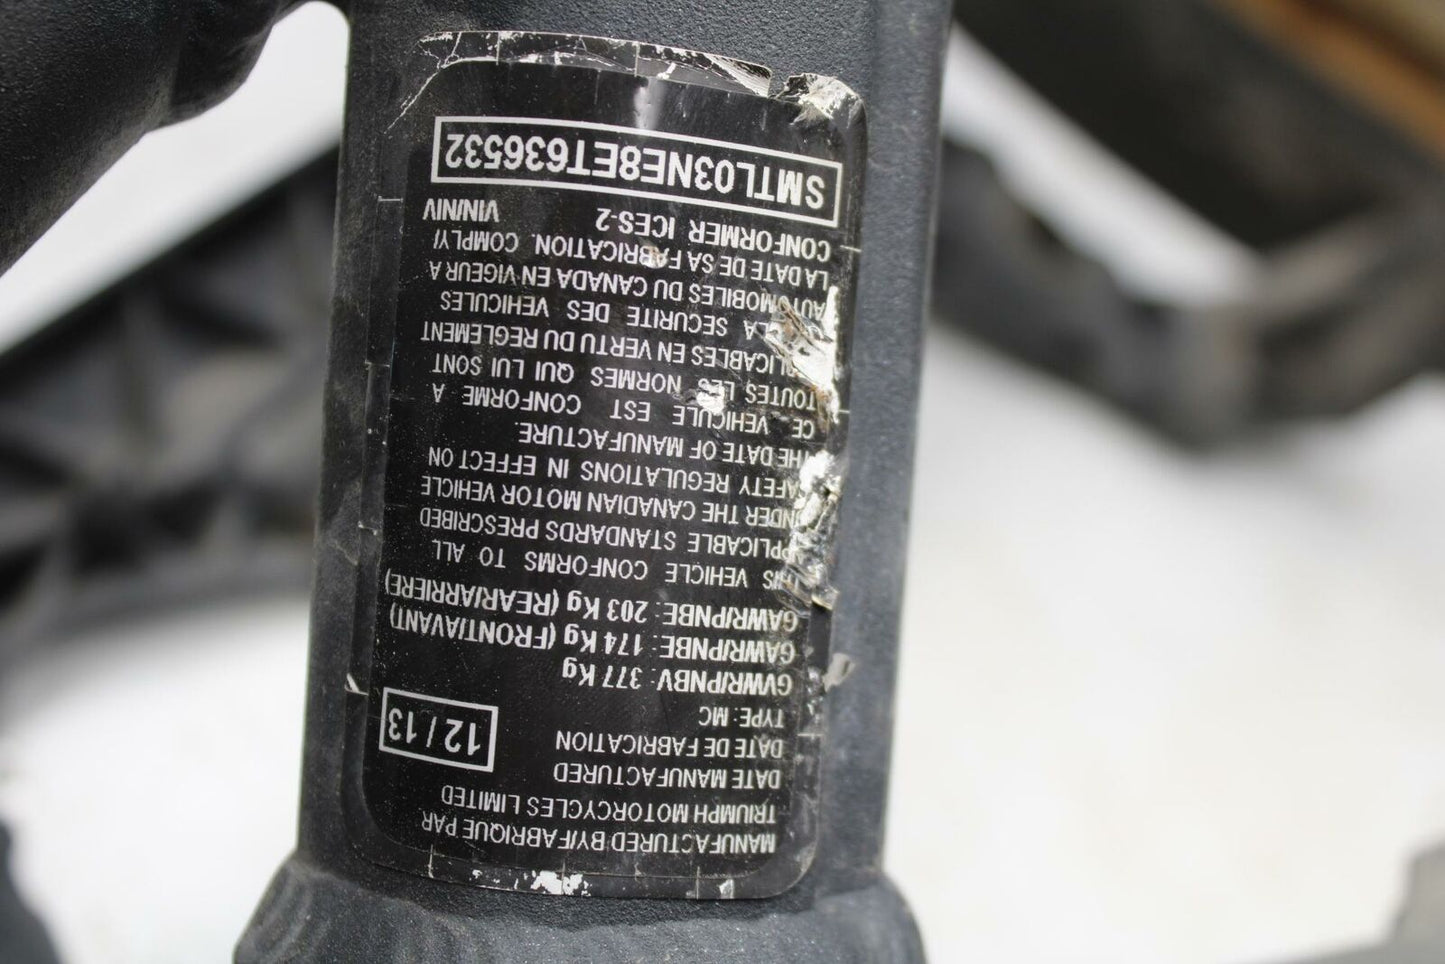 MANUFACTURED BY/FABRIQUE PAR
TRIUMPH MOTORCYCLES LIMITED
DATE MANUFACTURED
DATE DE FABRICATION
12 / 13
TYPE: MC
GVWR/PNBV: 377 Kg
GAWR/PNBE: 174 Kg (FRONT/AVANT)
GAWR/PNBE: 203 Kg (REAR/ARRIERE)
THIS VEHICLE CONFORMS TO ALL
APPLICABLE STANDARDS PRESCRIBED
UNDER THE CANADIAN MOTOR VEHICLE
SAFETY REGULATIONS IN EFFECT ON
THE DATE OF MANUFACTURE.
CE VEHICULE EST CONFORME A
TOUTES LES NORMES QUI LUI SONT
PLICABLES EN VERTU DU REGLEMENT
LA SECURITE DES VEHICULES
AUTOMOBILES DU CANADA EN VIGEUR A
LA DATE DE SA FABRICATION. COMPLY/
CONFORMER ICES-2 VIN/NIV
SMTL03NE8ET636532